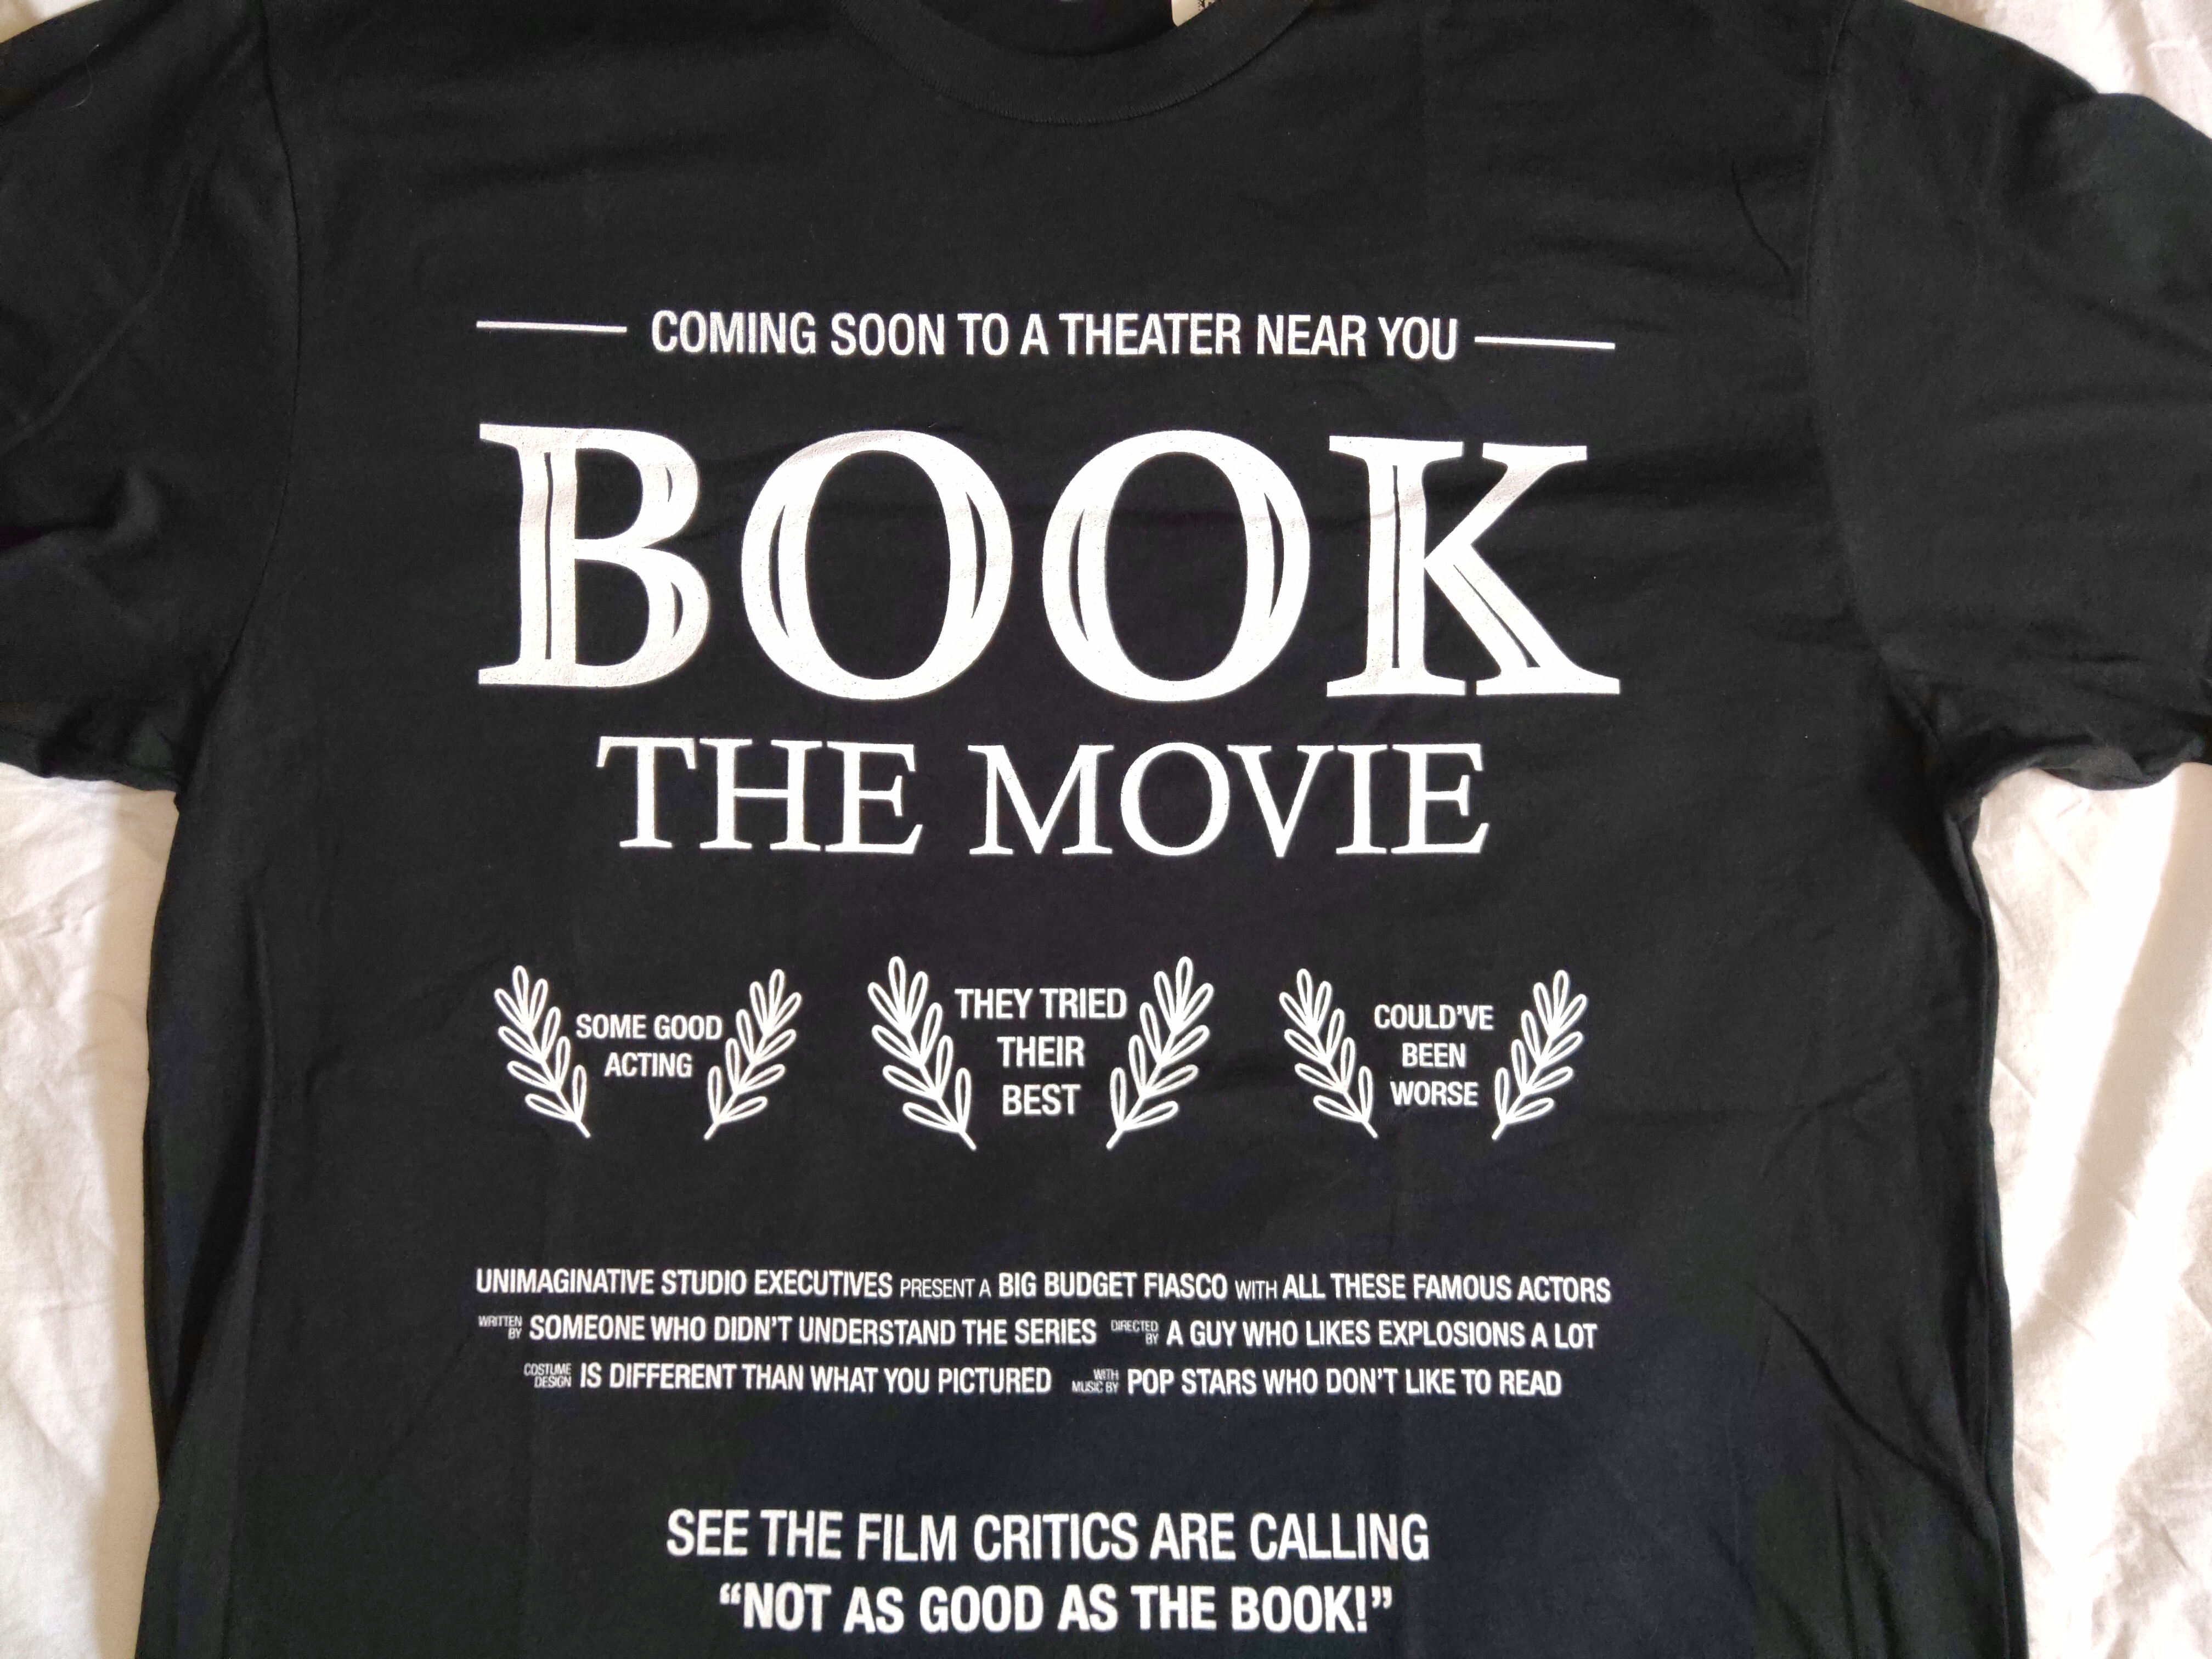 COMING SOON TO A THEATER NEAR YOU
BOOK
THE MOVIE
SOME GOOD
ACTING
THEY TRIED
THEIR
BEST
COULD'VE
BEEN
WORSE
UNIMAGINATIVE STUDIO EXECUTIVES PRESENT A BIG BUDGET FIASCO WITH ALL THESE FAMOUS ACTORS
WRITTEN BY SOMEONE WHO DIDN'T UNDERSTAND THE SERIES DIRECTED BY A GUY WHO LIKES EXPLOSIONS A LOT
COSTUME DESIGN IS DIFFERENT THAN WHAT YOU PICTURED WITH MUSIC BY POP STARS WHO DON'T LIKE TO READ
SEE THE FILM CRITICS ARE CALLING
“NOT AS GOOD AS THE BOOK!”